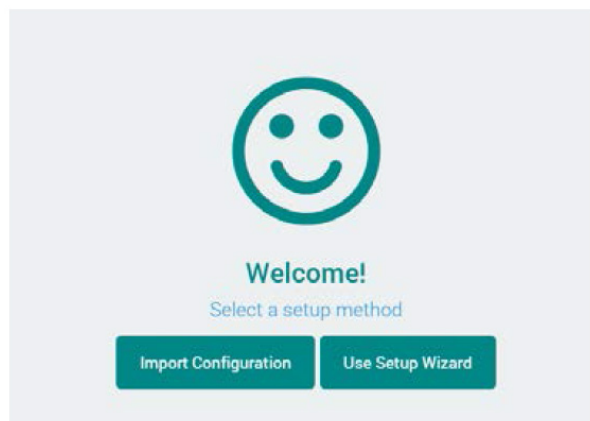 Welcome!
Select a setup method
Import Configuration Use Setup Wizard